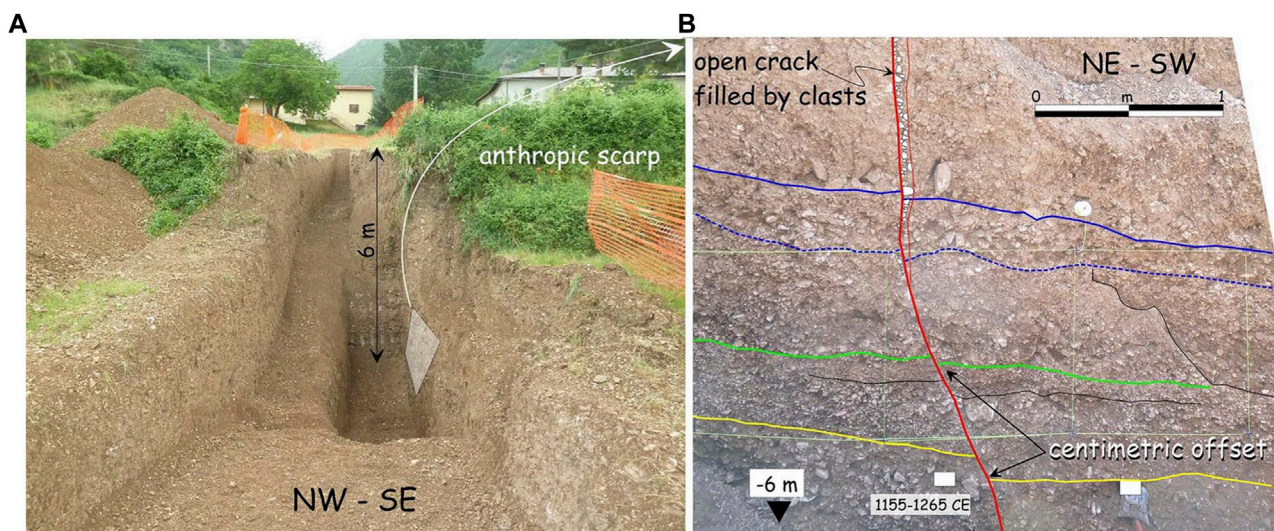 A
6 m
anthropic scarp
NW - SE
B
open crack
filled by clasts
NE - SW
0 m 1
centimetric offset
-6 m
1155-1265 CE